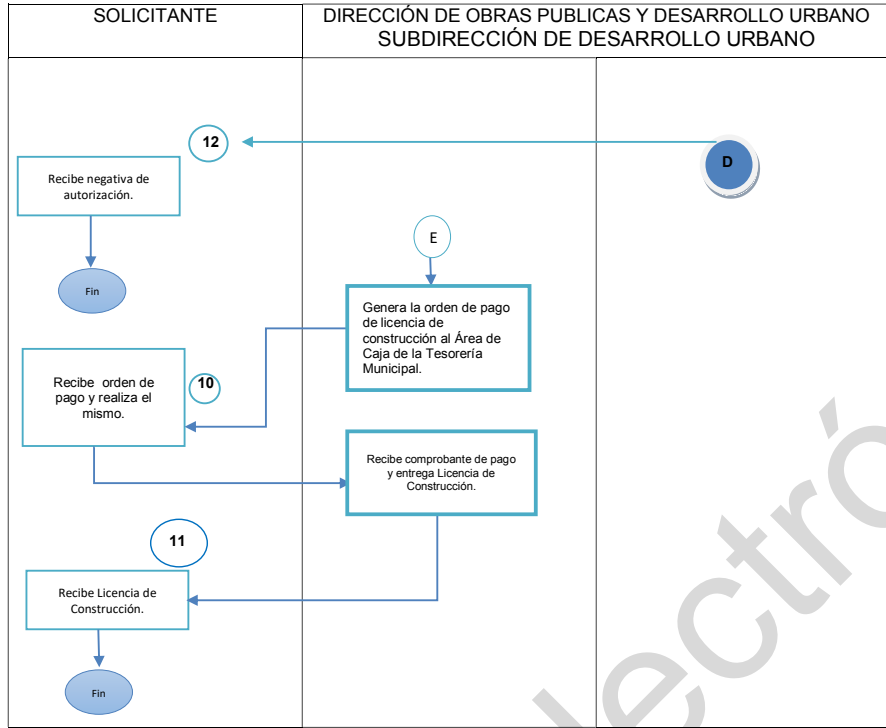 SOLICITANTE
DIRECCIÓN DE OBRAS PUBLICAS Y DESARROLLO URBANO
SUBDIRECCIÓN DE DESARROLLO URBANO
12
D
Recibe negativa de
autorización.
E
Fin
Genera la orden de pago
de licencia de
construcción al Área de
Caja de la Tesorería
Municipal.
Recibe orden de
pago y realiza el
mismo.
10
Recibe comprobante de pago
y entrega Licencia de
Construcción.
11
Recibe Licencia de
Construcción.
Fin
lectró